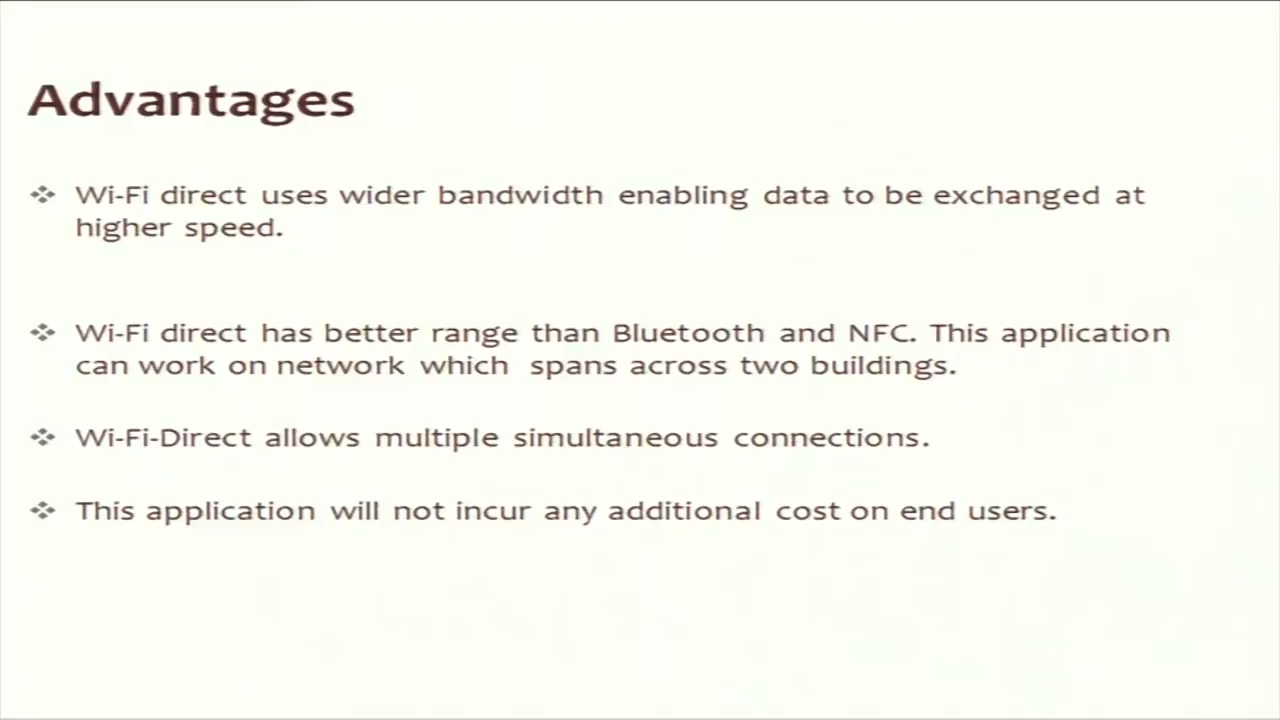 Advantages
Wi-Fi direct uses wider bandwidth enabling data to be exchanged at
higher speed.
Wi-Fi direct has better range than Bluetooth and NFC. This application
can work on network which spans across two buildings.
Wi-Fi-Direct allows multiple simultaneous connections.
This application will not incur any additional cost on end users.